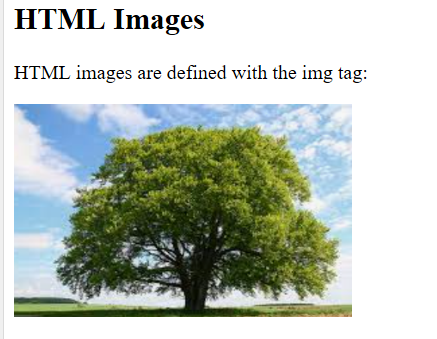 HTML Images
HTML images are defined with the img tag: